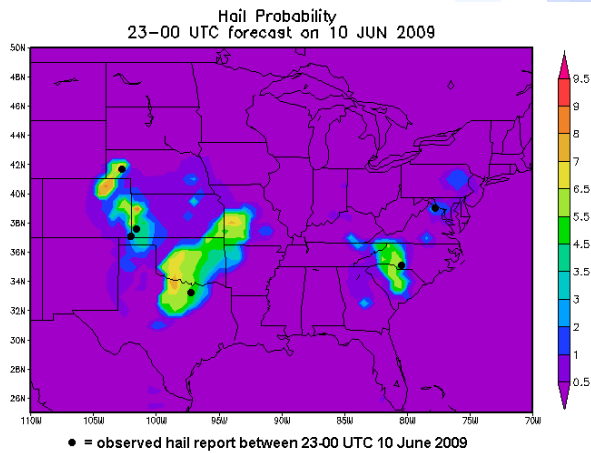 Hail Probability
23-00 UTC forecast on 10 JUN 2009
50N
48N
46N
44N
42N
40N
38N
36N
34N
32N
30N
28N
26N
110W 105W 100W 95W 90W 85W 80W 75W 70W
9.5
9
8
7
6.5
5.5
4.5
3.5
3
2
1
0.5
● = observed hail report between 23-00 UTC 10 June 2009